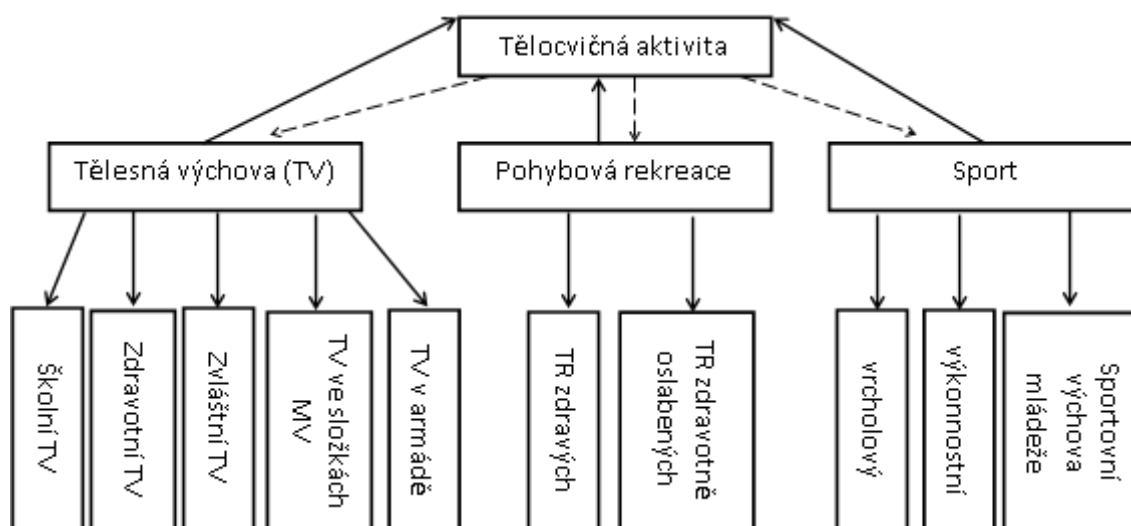 Tělocvičná aktivita
Tělesná výchova (TV)
Pohybová rekreace
Sport
Školní TV
Zdravotní TV
Zvláštní TV
TV ve složkách
MV
TV v armádě
TR zdravých
TR zdravotně
oslabených
vrcholový
výkonnostní
Sportovní
výchova
mládeže